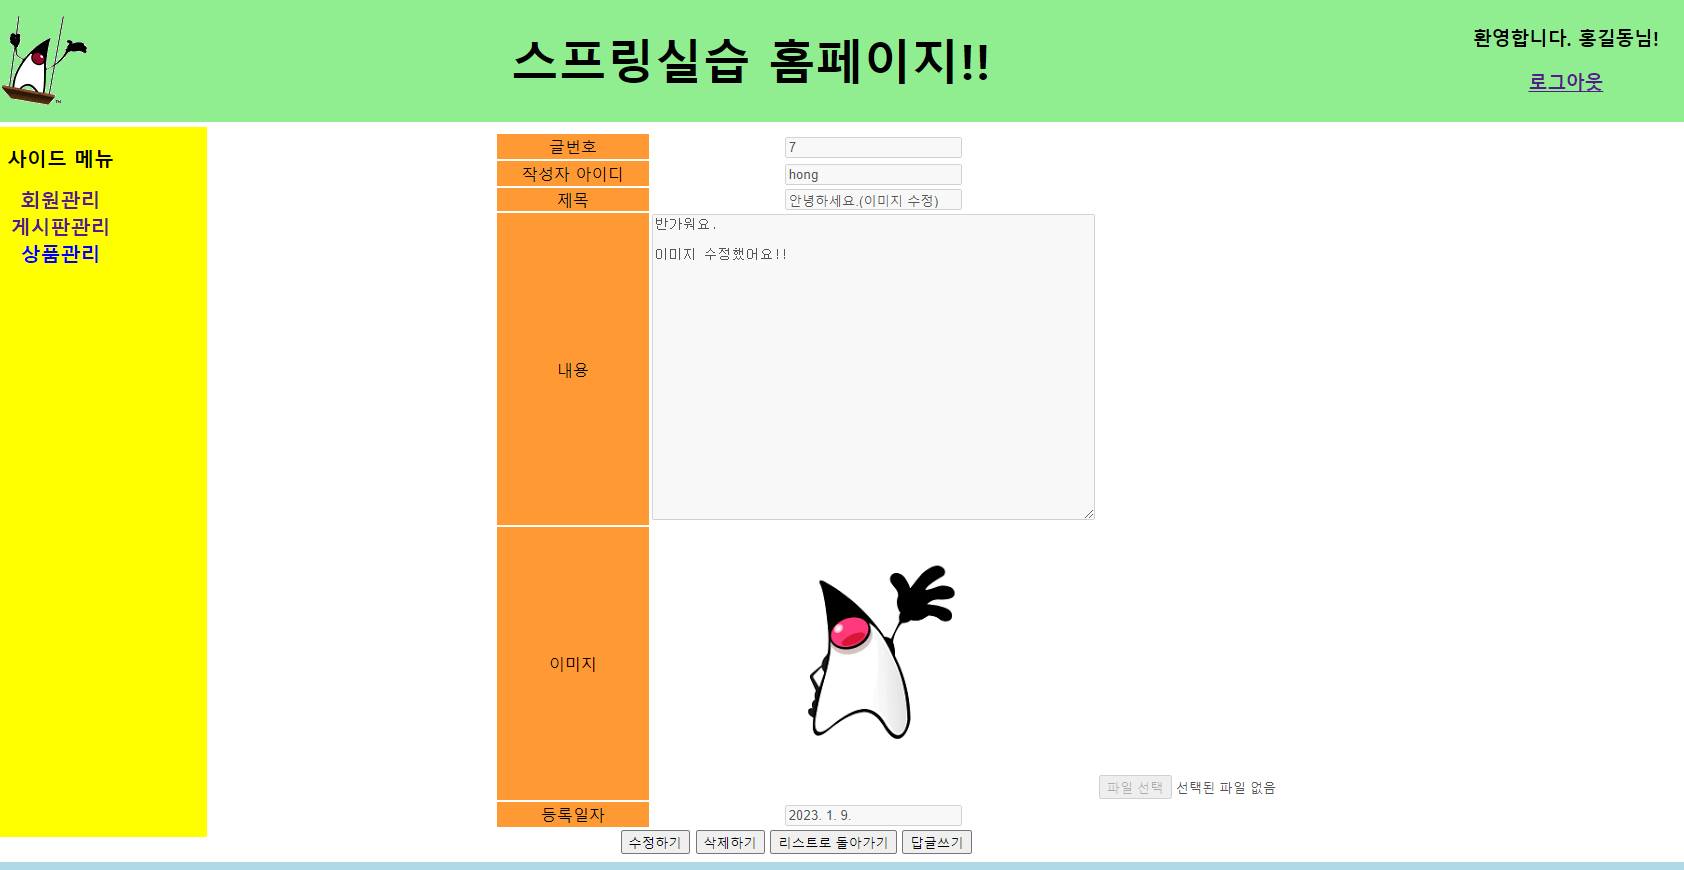 스프링실습 홈페이지!!
환영합니다. 홍길동님!
로그아웃
사이드 메뉴
회원관리
게시판관리
상품관리
글번호 7
작성자 아이디 hong
제목 안녕하세요.(이미지 수정)
내용
반가워요.
이미지 수정했어요!!
이미지
파일 선택 선택된 파일 없음
등록일자 2023. 1. 9.
수정하기 삭제하기 리스트로 돌아가기 답글쓰기